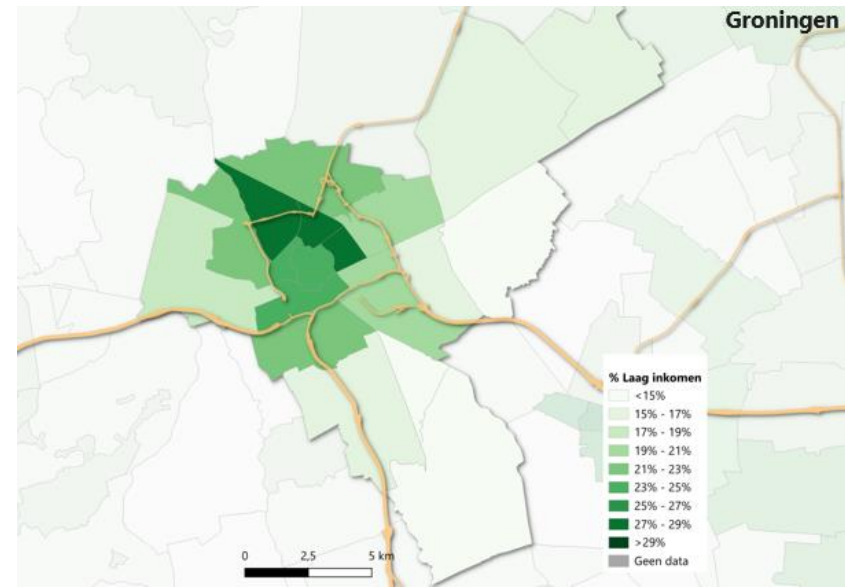 Groningen
% Laag inkomen
<15%
15% - 17%
17% - 19%
19% - 21%
21% - 23%
23% - 25%
25% - 27%
27% - 29%
>29%
Geen data
0 2,5 5 km